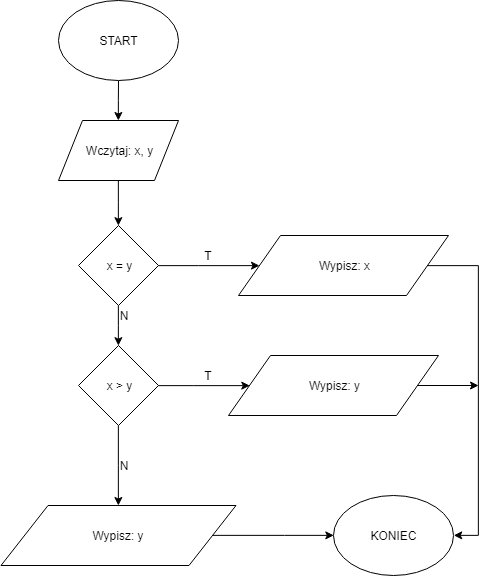 START
Wczytaj: x, y
x = y
T
Wypisz: x
N
x > y
T
Wypisz: y
N
Wypisz: y
KONIEC